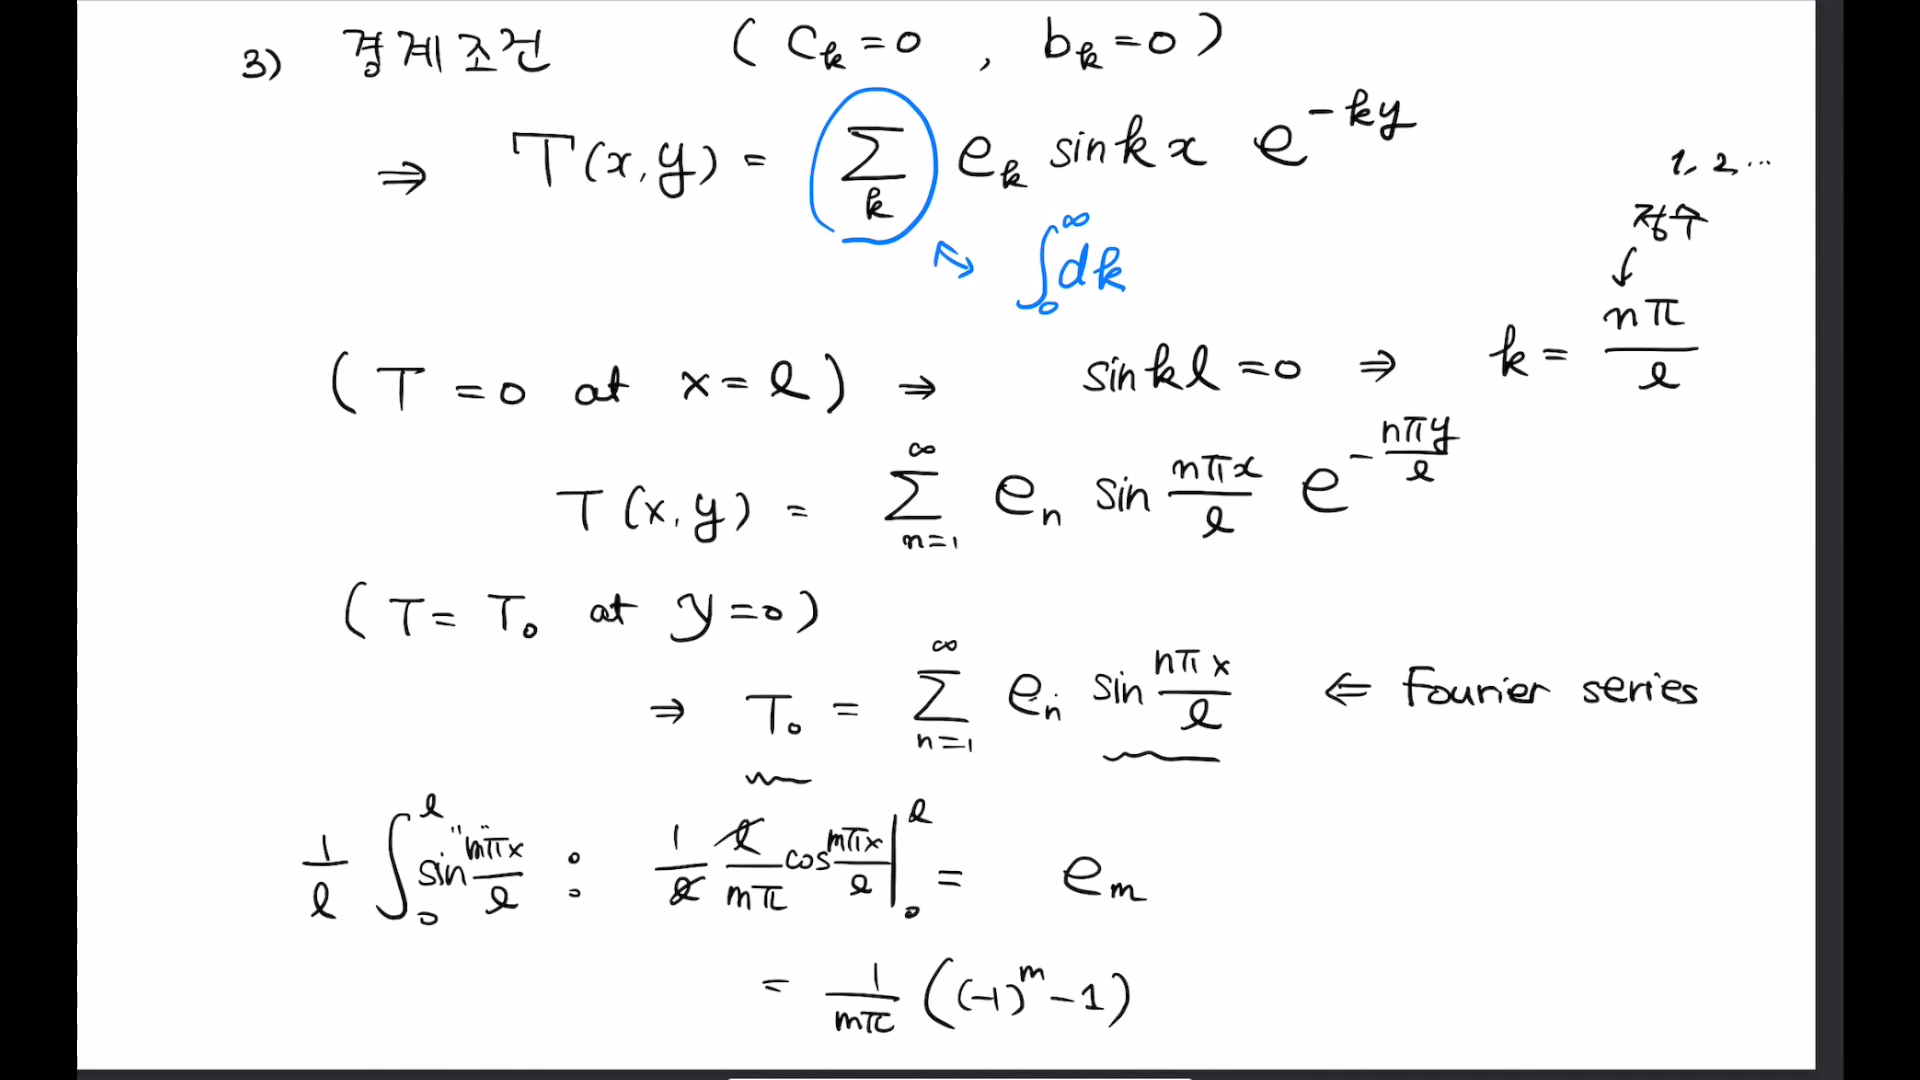 3) 경계조건 ( C_k = 0 , b_k = 0 )
⇒ T(x,y) = Σ_k e_k sin kx e^{-ky}
1, 2, ...
정수
↓
↔ ∫_0^∞ dk
( T = 0 at x = l ) ⇒ sin kl = 0 ⇒ k = nπ/l
T(x,y) = Σ_{n=1}^∞ e_n sin nπx/l e^{-nπy/l}
( T = T_0 at y = 0 )
⇒ T_0 = Σ_{n=1}^∞ e_n sin nπx/l ⇐ Fourier series
1/l ∫_0^l sin "mπx/l" : 1/l l/mπ cos mπx/l |_0^l = e_m
= 1/mπ ((-1)^m - 1)